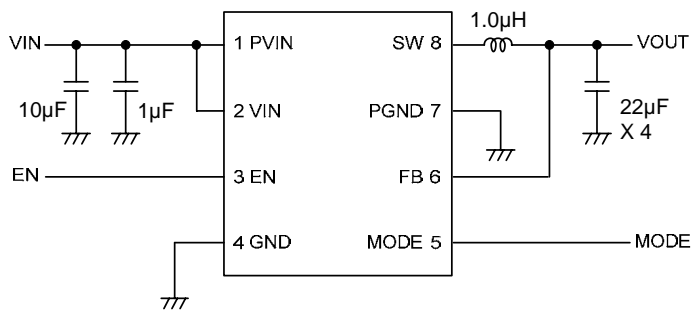 1.0µH
VIN
1 PVIN
SW 8
VOUT
10µF
1µF
2 VIN
PGND 7
22µF
X 4
EN
3 EN
FB 6
4 GND
MODE 5
MODE